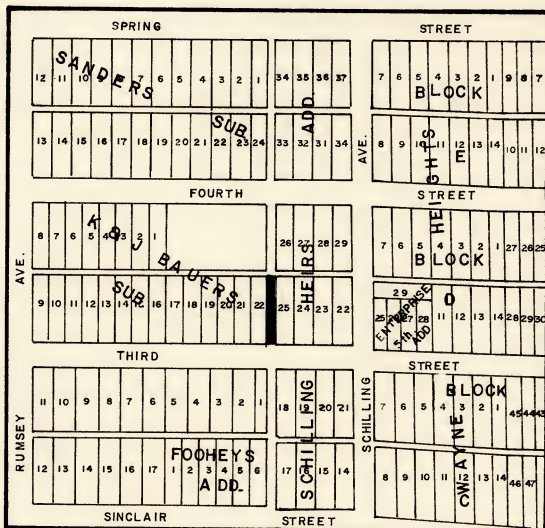 SPRING STREET
12 11 10 9 8 7 6 5 4 3 2 1 34 35 36 37 7 6 5 4 3 2 1 9 8 7
SANDERS SUB
BLOCK
13 14 15 16 17 18 19 20 21 22 23 24 33 32 31 34 8 9 10 11 12 13 14 10 11 12
E
AVE.
FOURTH STREET
8 7 6 5 4 3 2 1 26 27 28 29 7 6 5 4 3 2 1 27 26 25
K & J BAUERS SUB
BLOCK
D
29
9 10 11 12 13 14 15 16 17 18 19 20 21 22 25 24 23 22 25 27 28 11 12 13 14 28 29 30
ENTERPRISE
5th ADD
AVE.
THIRD STREET
11 10 9 8 7 6 5 4 3 2 1 18 19 20 21 7 6 5 4 3 2 1 45 44 43
BLOCK
12 13 14 15 16 17 1 2 3 4 5 6 17 16 15 14 8 9 10 11 12 13 14 46 47
FOOHEYS
ADD.
C
RUMSEY
SCHILLING HEIRS ADD.
SCHILLING
WAYNE HEIGHTS
SINCLAIR STREET